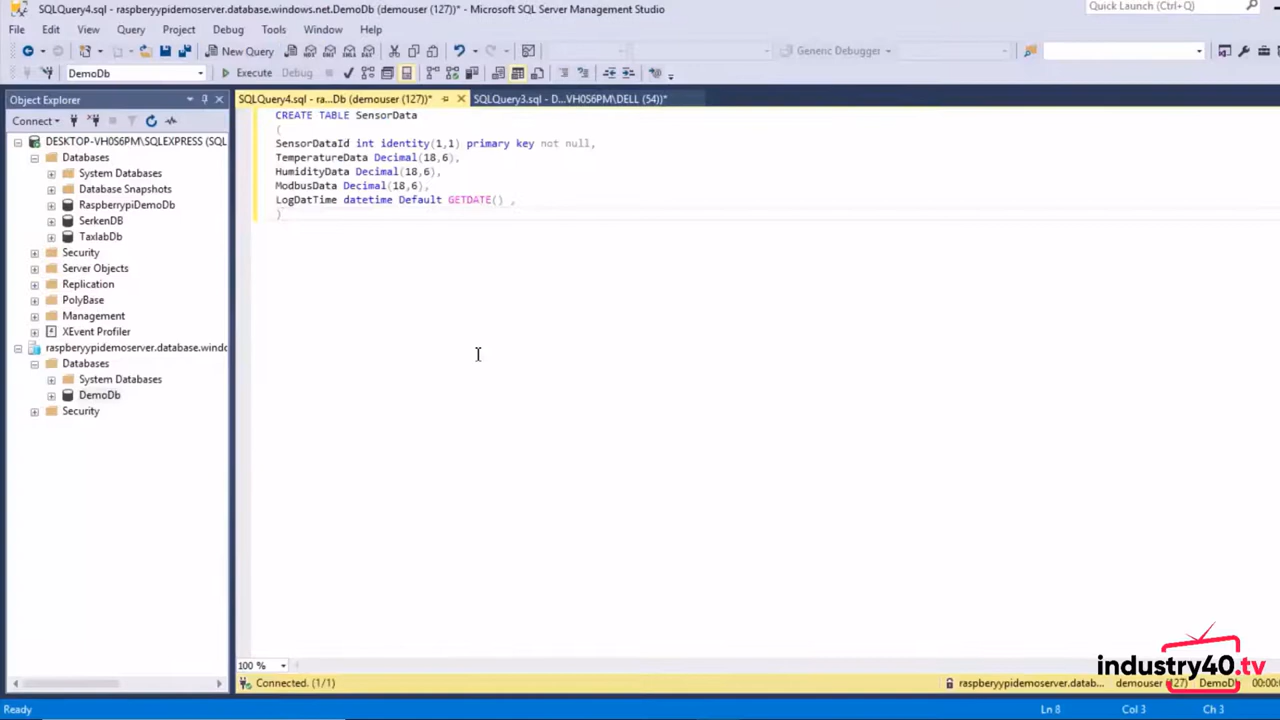 SQLQuery4.sql - raspberyypidemoserver.database.windows.net.DemoDb (demouser (127))* - Microsoft SQL Server Management Studio
Quick Launch (Ctrl+Q)
File Edit View Query Project Debug Tools Window Help
New Query
Generic Debugger
DemoDb
Execute Debug
Object Explorer
SQLQuery4.sql - ra...Db (demouser (127))*
SQLQuery3.sql - D...VH0S6PM\DELL (54))*
Connect
DESKTOP-VH0S6PM\SQLEXPRESS (SQL
Databases
System Databases
Database Snapshots
RaspberrypiDemoDb
SerkenDB
TaxlabDb
Security
Server Objects
Replication
PolyBase
Management
XEvent Profiler
raspberyypidemoserver.database.windo
Databases
System Databases
DemoDb
Security
CREATE TABLE SensorData
(
SensorDataId int identity(1,1) primary key not null,
TemperatureData Decimal(18,6),
HumidityData Decimal(18,6),
ModbusData Decimal(18,6),
LogDatTime datetime Default GETDATE() ,
)
100 %
Connected. (1/1)
raspberyypidemoserver.datab...
demouser (127)
DemoDb
00:00:
Ln 8
Col 3
Ch 3
industry40.tv